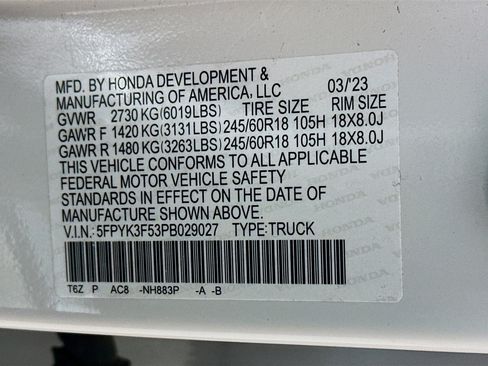 MFD. BY HONDA DEVELOPMENT &
MANUFACTURING OF AMERICA, LLC 03/'23
GVWR 2730 KG(6019LBS) TIRE SIZE RIM SIZE
GAWR F 1420 KG(3131LBS) 245/60R18 105H 18X8.0J
GAWR R 1480 KG(3263LBS) 245/60R18 105H 18X8.0J
THIS VEHICLE CONFORMS TO ALL APPLICABLE
FEDERAL MOTOR VEHICLE SAFETY
STANDARDS IN EFFECT ON THE DATE OF
MANUFACTURE SHOWN ABOVE.
V.I.N.: 5FPYK3F53PB029027 TYPE:TRUCK
T6Z P AC8 -NH883P -A -B